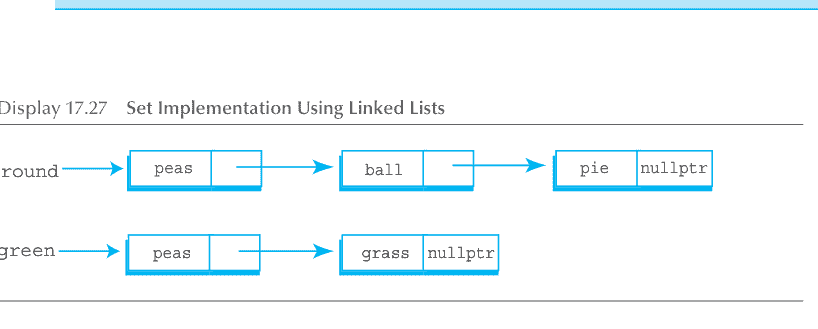 Display 17.27 Set Implementation Using Linked Lists
round peas ball pie nullptr
green peas grass nullptr